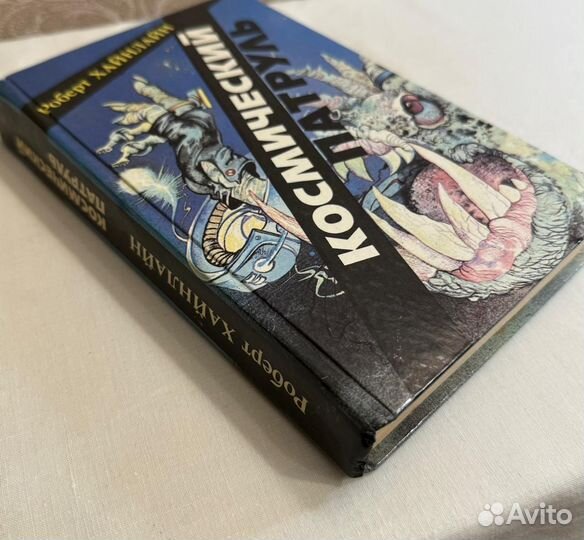 Роберт ХАЙНЛАЙН
КОСМИЧЕСКИЙ
ПАТРУЛЬ
КОСМИЧЕСКИЙ
ПАТРУЛЬ
Роберт ХАЙНЛАЙН
Avito